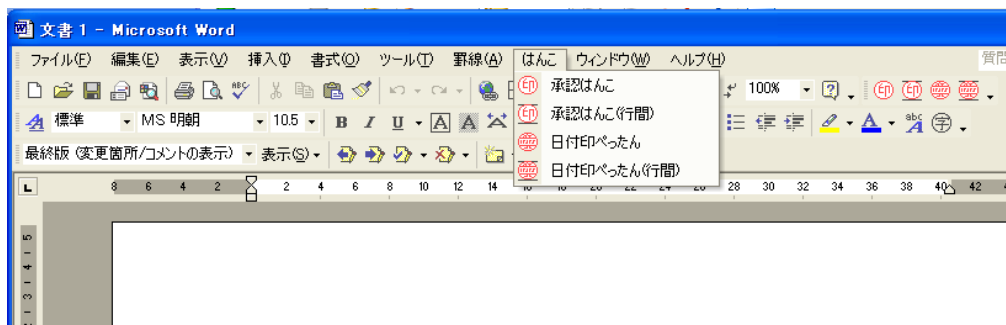 文書 1 - Microsoft Word
ファイル(F) 編集(E) 表示(V) 挿入(I) 書式(O) ツール(T) 罫線(A) はんこ ウィンドウ(W) ヘルプ(H) 質問
100%
承認はんこ
承認はんこ(行間)
日付印ぺったん
日付印ぺったん(行間)
標準 MS 明朝 10.5 B I U A A
最終版 (変更箇所/コメントの表示) 表示(S)
L 8 6 4 2 2 4 6 8 10 12 14 28 30 32 34 36 38 40 42